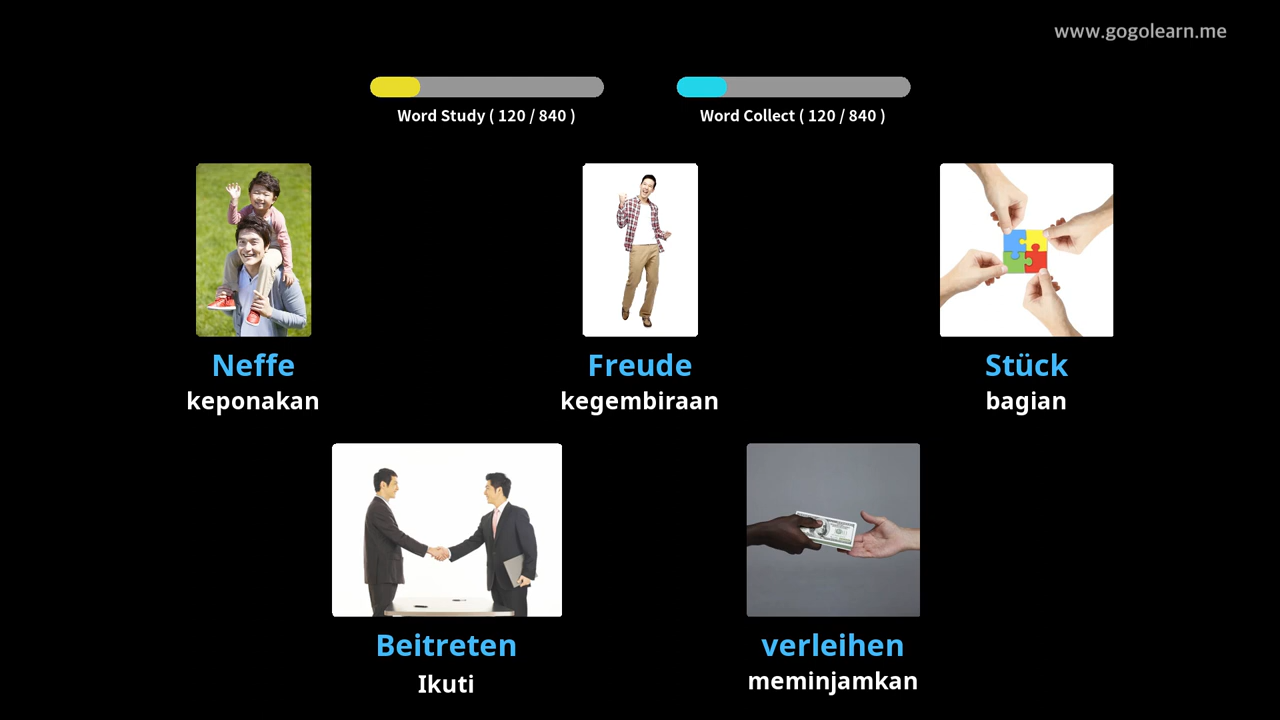 www.gogolearn.me
Word Study ( 120 / 840 )
Word Collect ( 120 / 840 )
Neffe
keponakan
Freude
kegembiraan
Stück
bagian
Beitreten
Ikuti
verleihen
meminjamkan